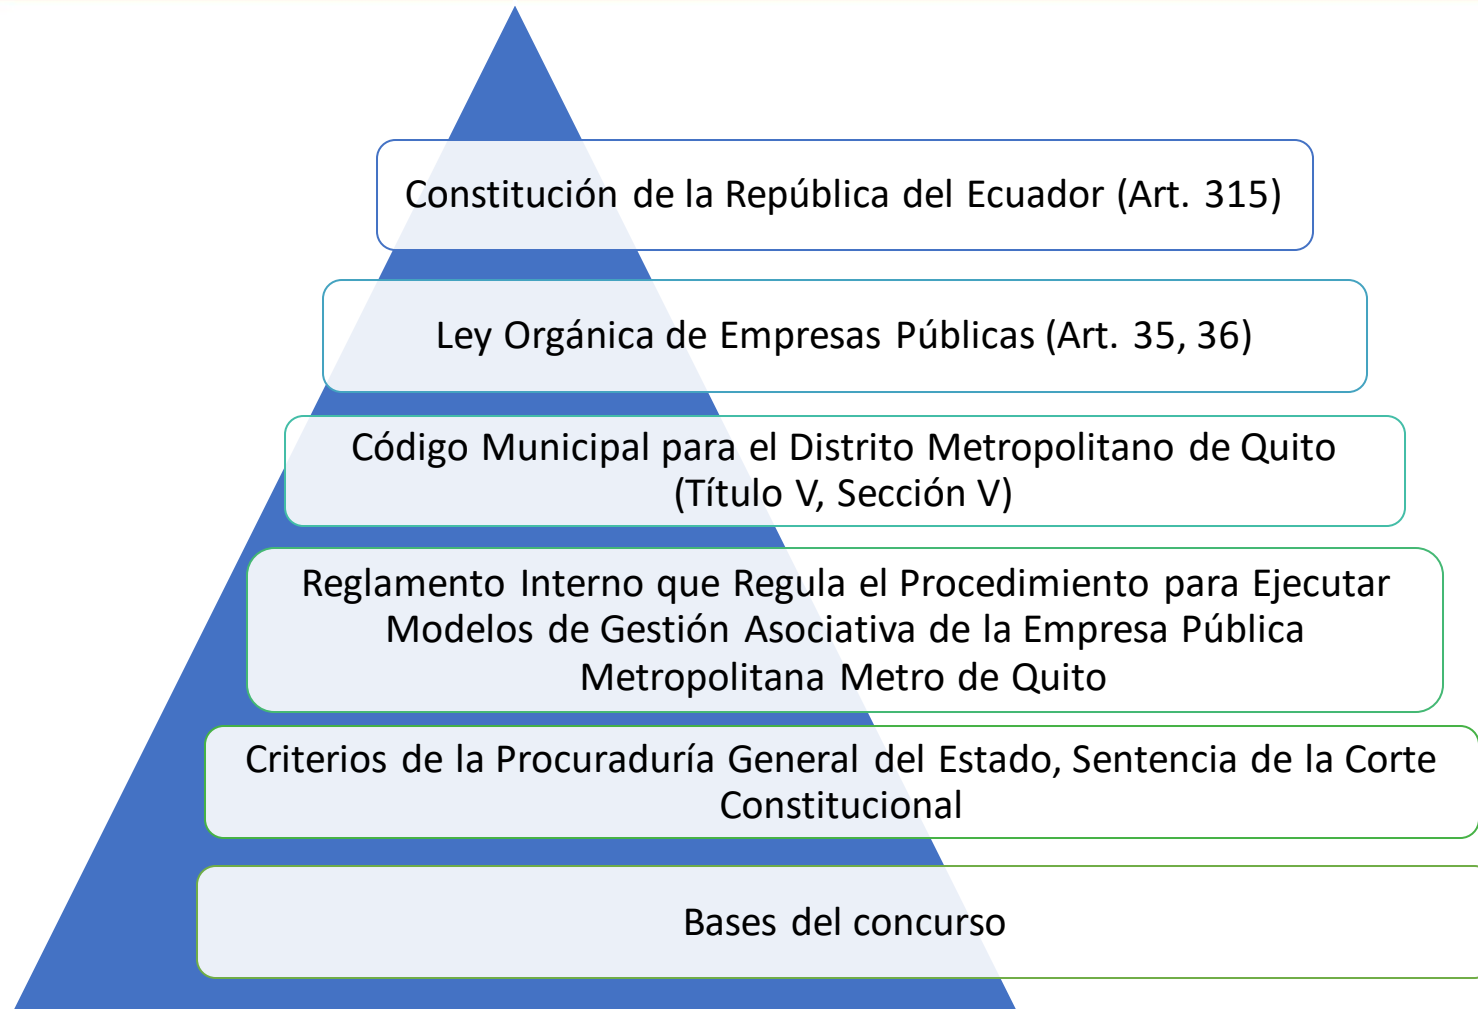 Constitución de la República del Ecuador (Art. 315)
Ley Orgánica de Empresas Públicas (Art. 35, 36)
Código Municipal para el Distrito Metropolitano de Quito
(Título V, Sección V)
Reglamento Interno que Regula el Procedimiento para Ejecutar
Modelos de Gestión Asociativa de la Empresa Pública
Metropolitana Metro de Quito
Criterios de la Procuraduría General del Estado, Sentencia de la Corte
Constitucional
Bases del concurso